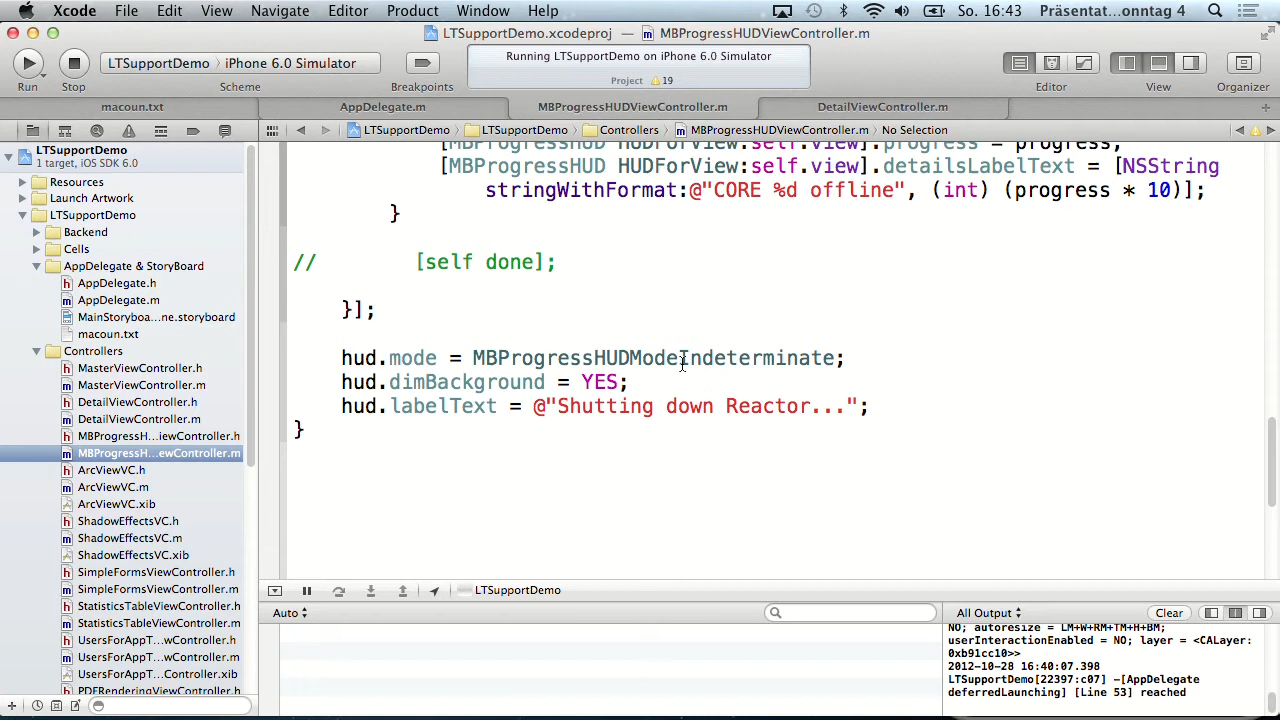 Xcode File Edit View Navigate Editor Product Window Help So. 16:43 Präsentat...onntag 4
LTSupportDemo.xcodeproj — MBProgressHUDViewController.m
LTSupportDemo iPhone 6.0 Simulator
Running LTSupportDemo on iPhone 6.0 Simulator
Project 19
Run Stop Scheme Breakpoints Editor View Organizer
macoun.txt AppDelegate.m MBProgressHUDViewController.m DetailViewController.m
LTSupportDemo LTSupportDemo Controllers MBProgressHUDViewController.m No Selection
LTSupportDemo
1 target, iOS SDK 6.0
Resources
Launch Artwork
LTSupportDemo
Backend
Cells
AppDelegate & StoryBoard
AppDelegate.h
AppDelegate.m
MainStoryboa...ne.storyboard
macoun.txt
Controllers
MasterViewController.h
MasterViewController.m
DetailViewController.h
DetailViewController.m
MBProgressH...iewController.h
MBProgressH...ewController.m
ArcViewVC.h
ArcViewVC.m
ArcViewVC.xib
ShadowEffectsVC.h
ShadowEffectsVC.m
ShadowEffectsVC.xib
SimpleFormsViewController.h
SimpleFormsViewController.m
StatisticsTableViewController.h
StatisticsTableViewController.m
UsersForAppT...wController.h
UsersForAppT...wController.m
UsersForAppT...Controller.xib
PDFRenderingViewController.h
[MBProgressHUD HUDForView:self.view].progress = progress;
[MBProgressHUD HUDForView:self.view].detailsLabelText = [NSString
stringWithFormat:@"CORE %d offline", (int) (progress * 10)];
}
// [self done];
}];
hud.mode = MBProgressHUDModeIndeterminate;
hud.dimBackground = YES;
hud.labelText = @"Shutting down Reactor...";
}
LTSupportDemo
Auto All Output Clear
NO; autoresize = LM+W+RM+TM+H+BM;
userInteractionEnabled = NO; layer = <CALayer:
0xb91cc10>>
2012-10-28 16:40:07.398
LTSupportDemo[22397:c07] -[AppDelegate
deferredLaunching] [Line 53] reached